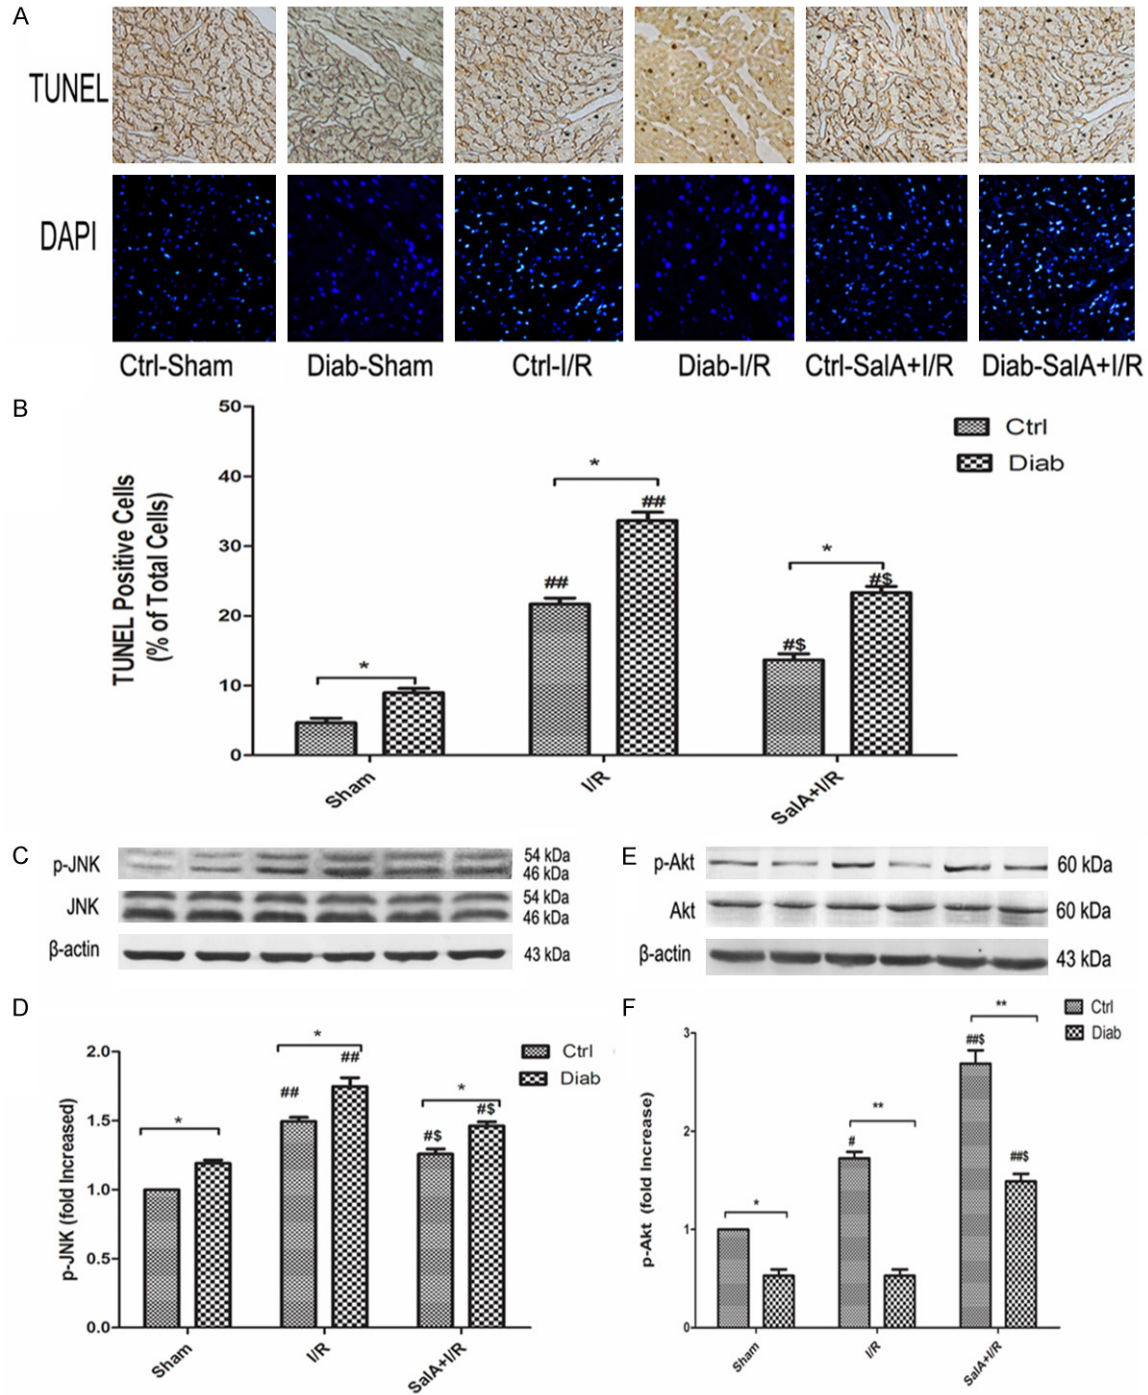 A
TUNEL
DAPI
Ctrl-Sham Diab-Sham Ctrl-I/R Diab-I/R Ctrl-SalA+I/R Diab-SalA+I/R
B
TUNEL Positive Cells
(% of Total Cells)
50
40
30
20
10
0
Ctrl
Diab
*
*
*
##
##
#$
#$
Sham I/R SalA+I/R
C
p-JNK 54 kDa
46 kDa
JNK 54 kDa
46 kDa
β-actin 43 kDa
E
p-Akt 60 kDa
Akt 60 kDa
β-actin 43 kDa
D
p-JNK (fold Increased)
2.0
1.5
1.0
0.5
0.0
Ctrl
Diab
*
*
*
##
##
#$
#$
Sham I/R SalA+I/R
F
p-Akt (fold Increase)
3
2
1
0
Ctrl
Diab
*
**
**
#
##$
##$
Sham I/R SalA+I/R